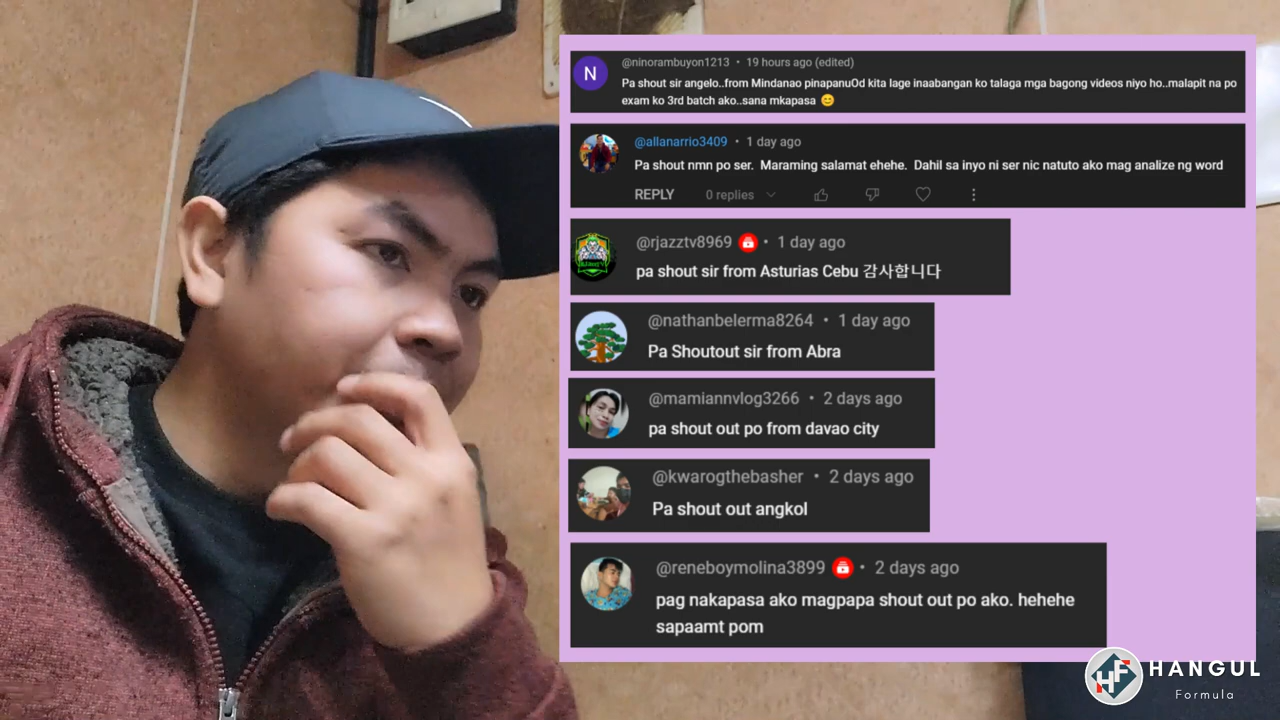 N
@ninorambuyon1213 • 19 hours ago (edited)
Pa shout sir angelo..from Mindanao pinapanuOd kita lage inaabangan ko talaga mga bagong videos niyo ho..malapit na po
exam ko 3rd batch ako..sana mkapasa 😊
@allanarrio3409 • 1 day ago
Pa shout nmn po ser. Maraming salamat ehehe. Dahil sa inyo ni ser nic natuto ako mag analize ng word
REPLY 0 replies
@rjazztv8969 • 1 day ago
pa shout sir from Asturias Cebu 감사합니다
@nathanbelerma8264 • 1 day ago
Pa Shoutout sir from Abra
@mamiannvlog3266 • 2 days ago
pa shout out po from davao city
@kwarogthebasher • 2 days ago
Pa shout out angkol
@reneboymolina3899 • 2 days ago
pag nakapasa ako magpapa shout out po ako. hehehe
sapaamt pom
HF HANGUL
Formula